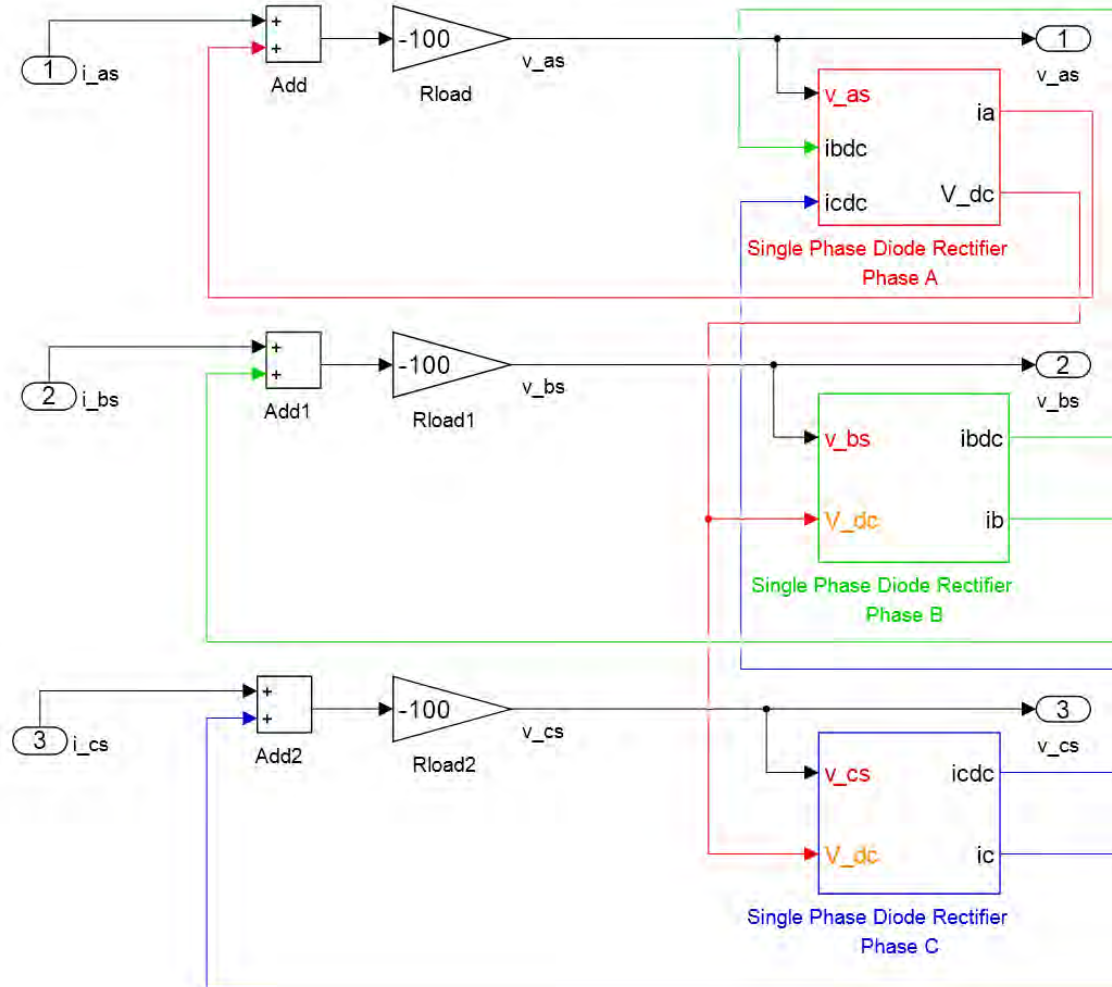 +
+
-100
1
1
i_as
Add
Rload
v_as
v_as
v_as
ia
ibdc
icdc
V_dc
Single Phase Diode Rectifier
Phase A
+
+
-100
2
2
i_bs
Add1
Rload1
v_bs
v_bs
v_bs
ibdc
V_dc
ib
Single Phase Diode Rectifier
Phase B
+
+
-100
3
3
i_cs
Add2
Rload2
v_cs
v_cs
v_cs
icdc
V_dc
ic
Single Phase Diode Rectifier
Phase C